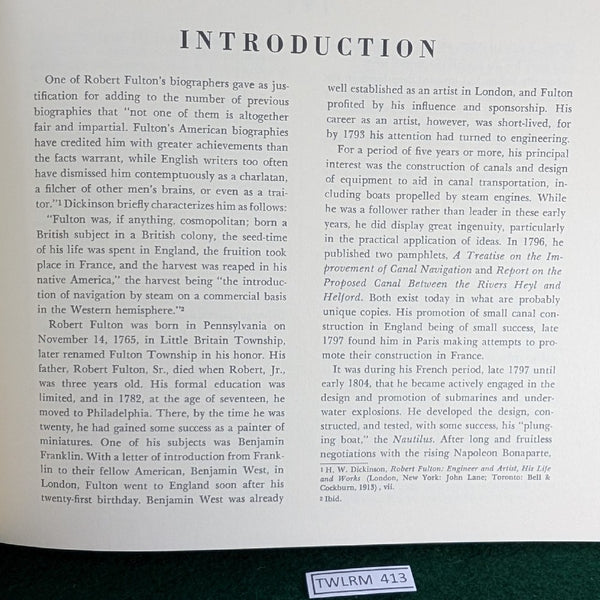 INTRODUCTION
One of Robert Fulton's biographers gave as jus-
tification for adding to the number of previous
biographies that "not one of them is altogether
fair and impartial. Fulton's American biographies
have credited him with greater achievements than
the facts warrant, while English writers too often
have dismissed him contemptuously as a charlatan,
a filcher of other men's brains, or even as a trai-
tor."1 Dickinson briefly characterizes him as follows:
"Fulton was, if anything, cosmopolitan; born a
British subject in a British colony, the seed-time
of his life was spent in England, the fruition took
place in France, and the harvest was reaped in his
native America," the harvest being "the introduc-
tion of navigation by steam on a commercial basis
in the Western hemisphere."2
Robert Fulton was born in Pennsylvania on
November 14, 1765, in Little Britain Township,
later renamed Fulton Township in his honor. His
father, Robert Fulton, Sr., died when Robert, Jr.,
was three years old. His formal education was
limited, and in 1782, at the age of seventeen, he
moved to Philadelphia. There, by the time he was
twenty, he had gained some success as a painter of
miniatures. One of his subjects was Benjamin
Franklin. With a letter of introduction from Frank-
lin to their fellow American, Benjamin West, in
London, Fulton went to England soon after his
twenty-first birthday. Benjamin West was already
well established as an artist in London, and Fulton
profited by his influence and sponsorship. His
career as an artist, however, was short-lived, for
by 1793 his attention had turned to engineering.
For a period of five years or more, his principal
interest was the construction of canals and design
of equipment to aid in canal transportation, in-
cluding boats propelled by steam engines. While
he was a follower rather than leader in these early
years, he did display great ingenuity, particularly
in the practical application of ideas. In 1796, he
published two pamphlets, A Treatise on the Im-
provement of Canal Navigation and Report on the
Proposed Canal Between the Rivers Heyl and
Helford. Both exist today in what are probably
unique copies. His promotion of small canal con-
struction in England being of small success, late
1797 found him in Paris making attempts to pro-
mote their construction in France.
It was during his French period, late 1797 until
early 1804, that he became actively engaged in the
design and promotion of submarines and under-
water explosions. He developed the design, con-
structed, and tested, with some success, his "plung-
ing boat," the Nautilus. After long and fruitless
negotiations with the rising Napoleon Bonaparte,
1 H. W. Dickinson, Robert Fulton: Engineer and Artist, His Life
and Works (London, New York: John Lane; Toronto: Bell &
Cockburn, 1913), vii.
2 Ibid.
TWLRM 413